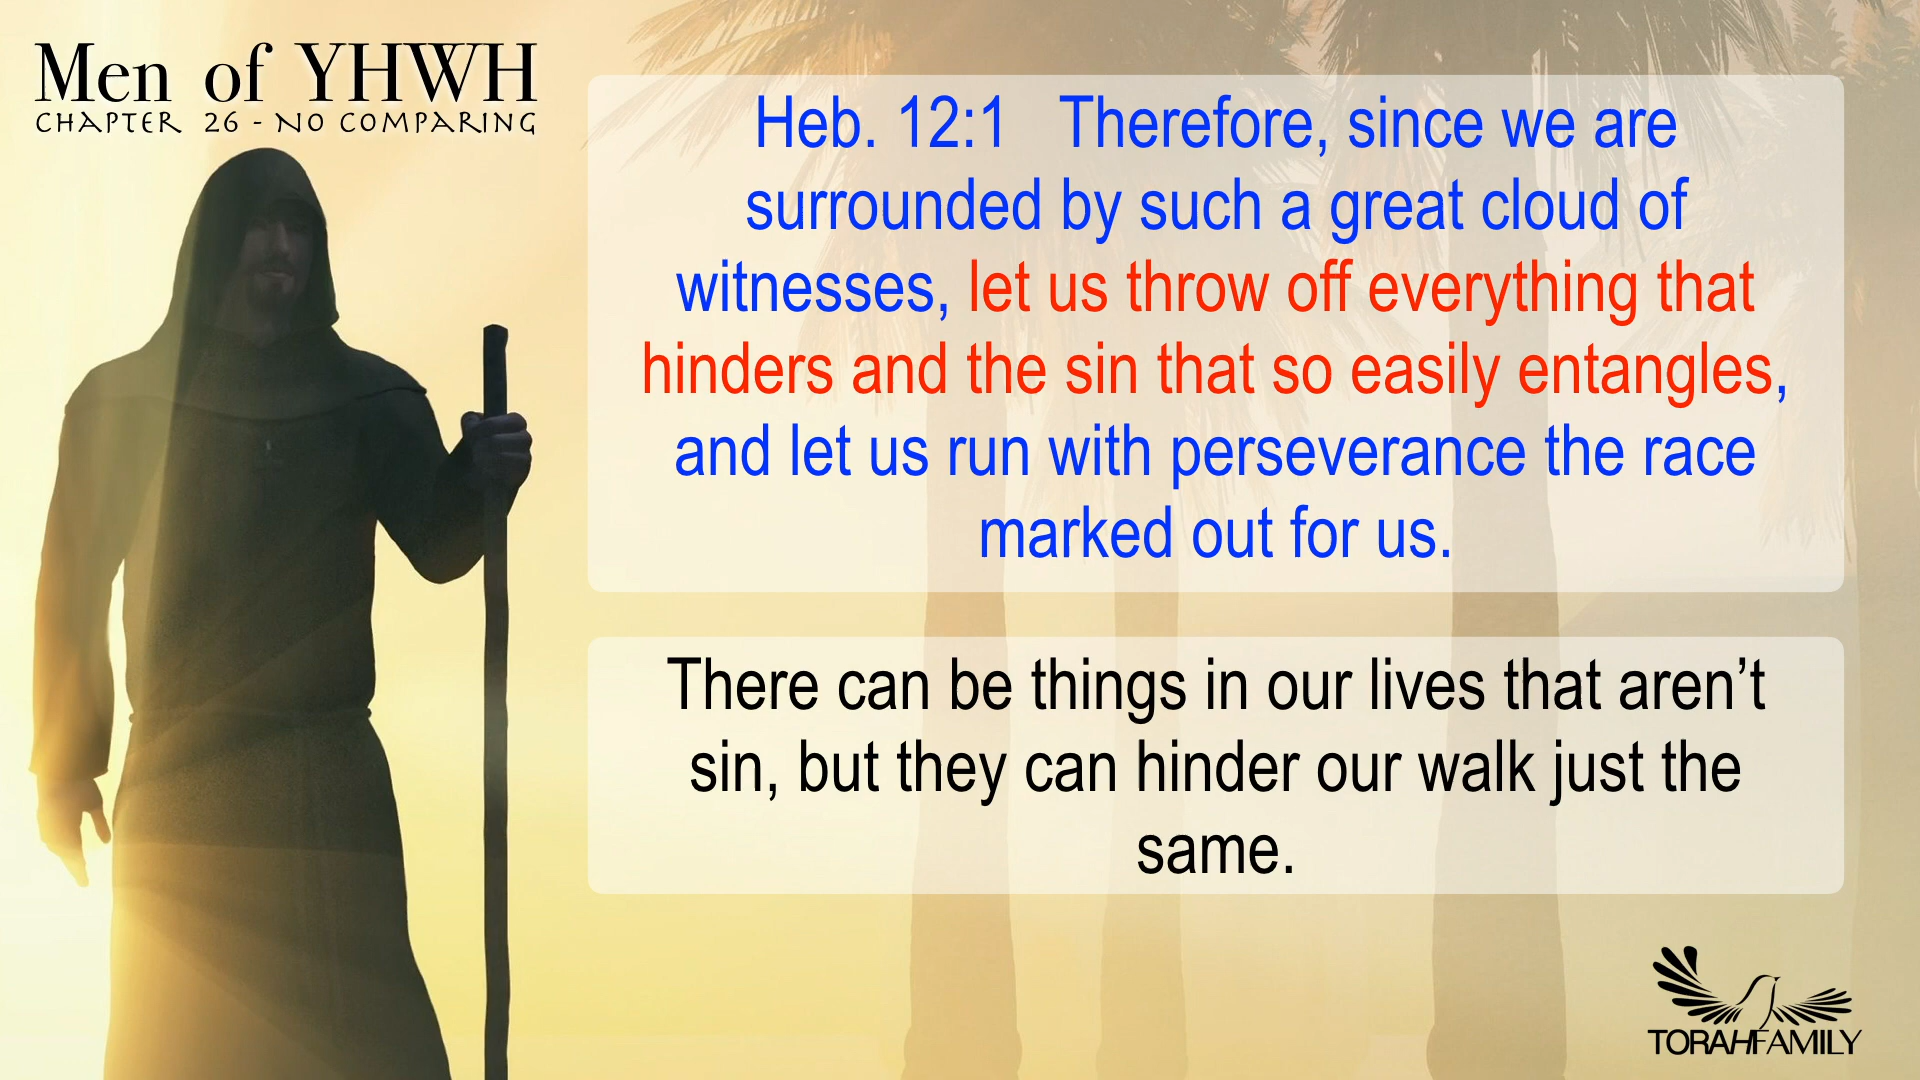 Men of YHWH
CHAPTER 26 - NO COMPARING
Heb. 12:1 Therefore, since we are
surrounded by such a great cloud of
witnesses, let us throw off everything that
hinders and the sin that so easily entangles,
and let us run with perseverance the race
marked out for us.
There can be things in our lives that aren’t
sin, but they can hinder our walk just the
same.
TORAHFAMILY